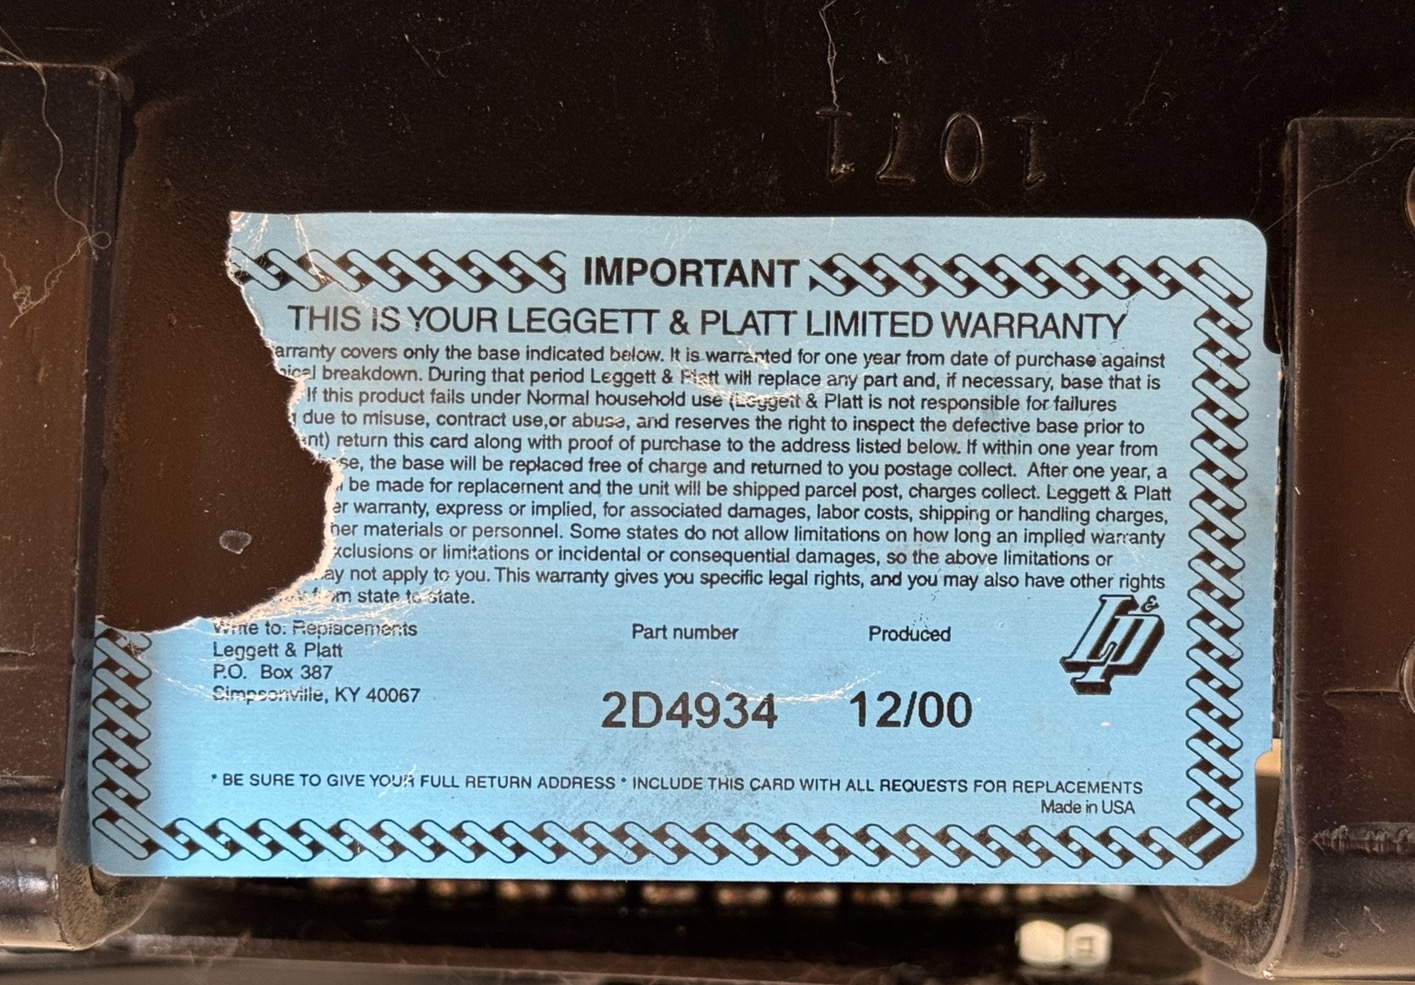 1071
IMPORTANT
THIS IS YOUR LEGGETT & PLATT LIMITED WARRANTY
arranty covers only the base indicated below. It is warranted for one year from date of purchase against
nical breakdown. During that period Leggett & Platt will replace any part and, if necessary, base that is
If this product fails under Normal household use (Leggett & Platt is not responsible for failures
due to misuse, contract use,or abuse, and reserves the right to inspect the defective base prior to
nt) return this card along with proof of purchase to the address listed below. If within one year from
se, the base will be replaced free of charge and returned to you postage collect. After one year, a
be made for replacement and the unit will be shipped parcel post, charges collect. Leggett & Platt
er warranty, express or implied, for associated damages, labor costs, shipping or handling charges,
her materials or personnel. Some states do not allow limitations on how long an implied warranty
xclusions or limitations or incidental or consequential damages, so the above limitations or
ay not apply to you. This warranty gives you specific legal rights, and you may also have other rights
from state to state.
Write to: Replacements
Leggett & Platt
P.O. Box 387
Simpsonville, KY 40067
Part number
2D4934
Produced
12/00
L&P
* BE SURE TO GIVE YOUR FULL RETURN ADDRESS * INCLUDE THIS CARD WITH ALL REQUESTS FOR REPLACEMENTS
Made in USA